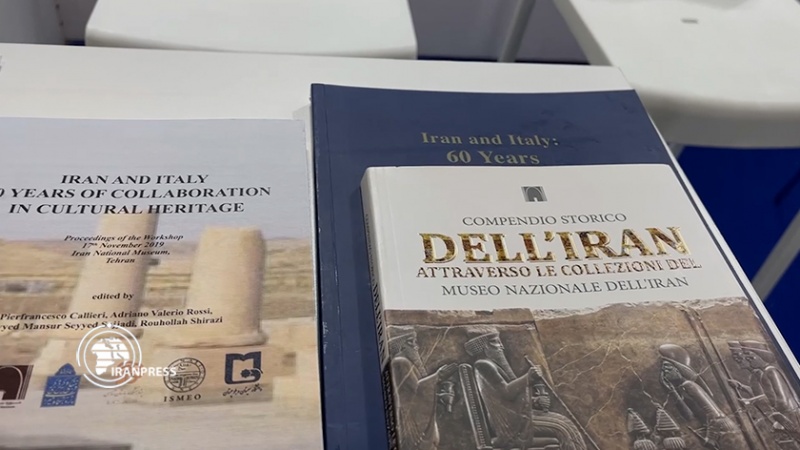 IRAN AND ITALY
0 YEARS OF COLLABORATION
IN CULTURAL HERITAGE
Proceedings of the Workshop
17th November 2019
Iran National Museum,
Tehran
edited by
Pierfrancesco Callieri, Adriano Valerio Rossi,
Mansur Seyyed Sajjadi, Rouhollah Shirazi
ISMEO
IRANPRESS
Iran and Italy:
60 Years
COMPENDIO STORICO
DELL'IRAN
ATTRAVERSO LE COLLEZIONI DEL
MUSEO NAZIONALE DELL'IRAN